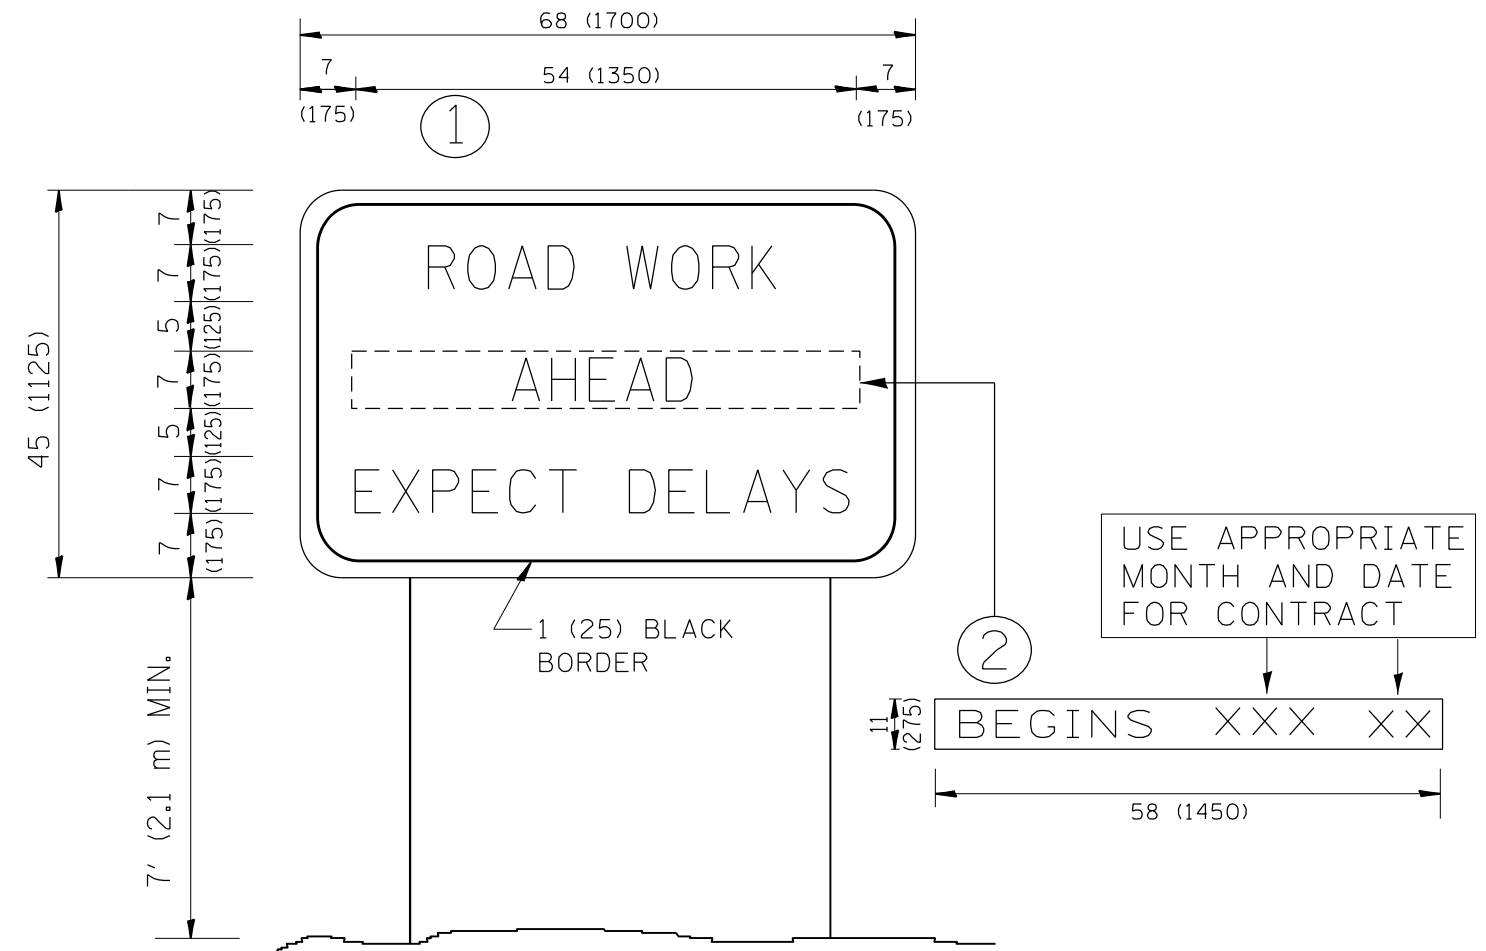 68 (1700)
7
54 (1350)
7
(175)
(175)
1
45 (1125)
7
(175)
7
(175)
5
(125)
7
(175)
5
(125)
7
(175)
7
(175)
ROAD WORK
AHEAD
EXPECT DELAYS
1 (25) BLACK
BORDER
7' (2.1 m) MIN.
USE APPROPRIATE
MONTH AND DATE
FOR CONTRACT
2
11
(275)
BEGINS XXX XX
58 (1450)